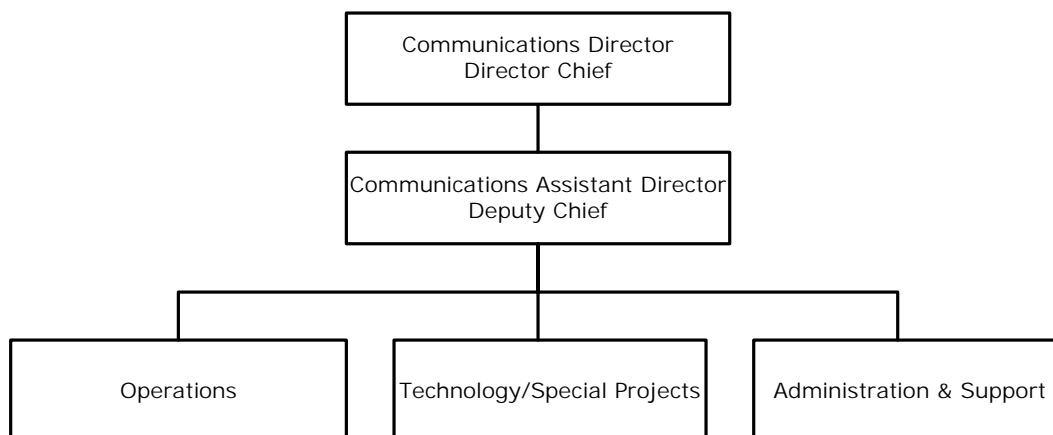 Communications Director
Director Chief
Communications Assistant Director
Deputy Chief
Operations
Technology/Special Projects
Administration & Support